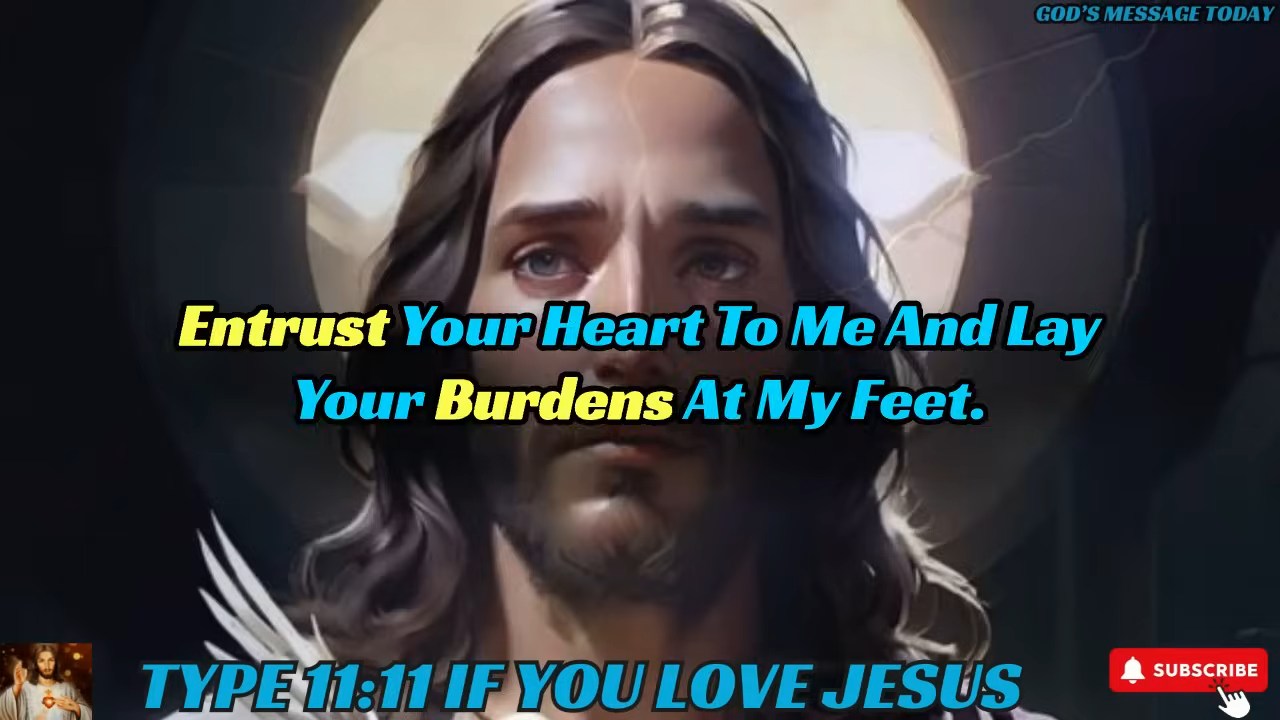 GOD'S MESSAGE TODAY
Entrust Your Heart To Me And Lay
Your Burdens At My Feet.
TYPE 11:11 IF YOU LOVE JESUS
SUBSCRIBE